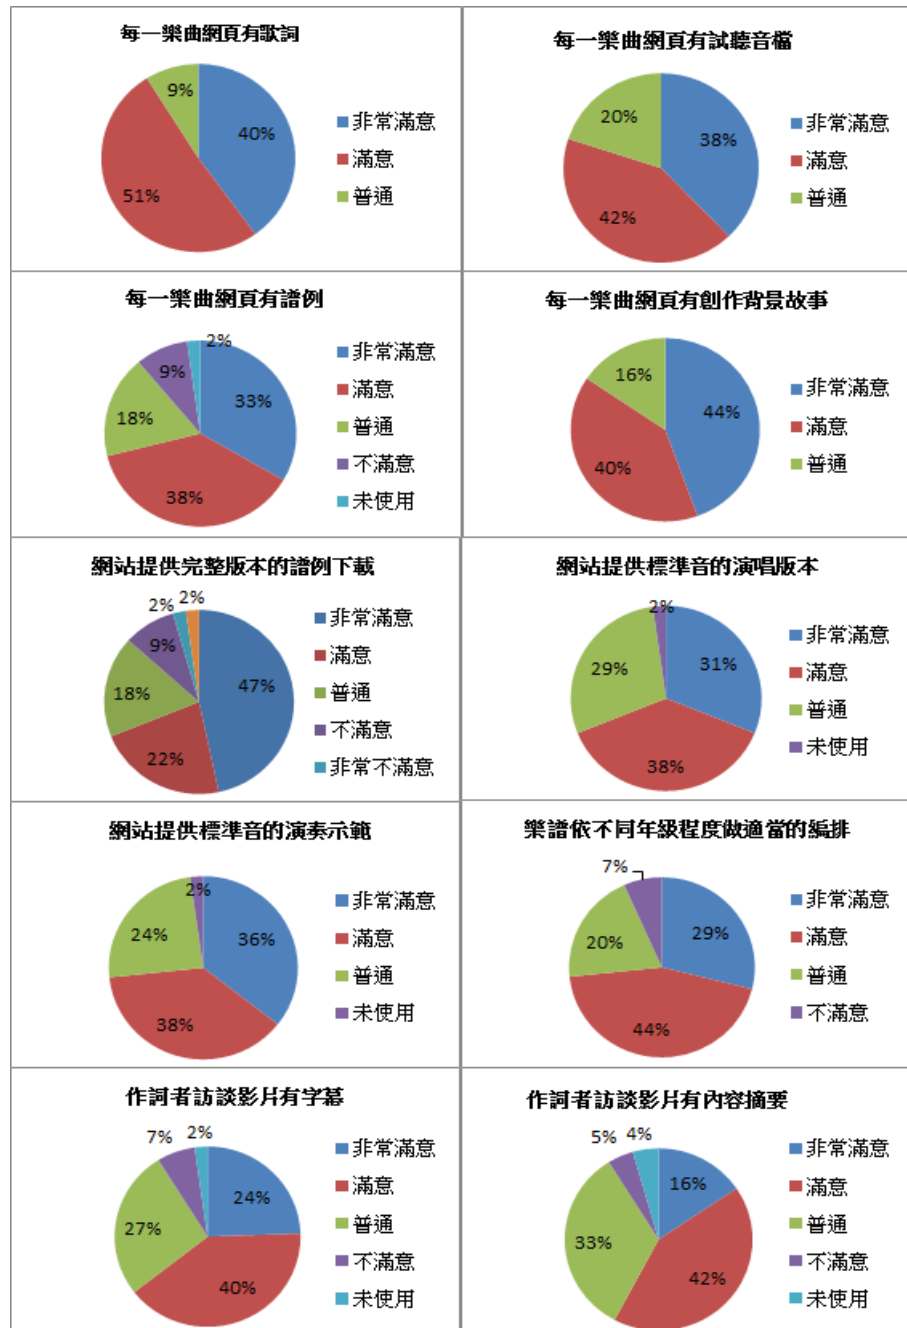 每一樂曲網頁有歌詞
9%
40%
51%
非常滿意
滿意
普通
每一樂曲網頁有試聽音檔
20%
38%
42%
非常滿意
滿意
普通
每一樂曲網頁有譜例
2%
9%
33%
18%
38%
非常滿意
滿意
普通
不滿意
未使用
每一樂曲網頁有創作背景故事
16%
44%
40%
非常滿意
滿意
普通
網站提供完整版本的譜例下載
2%
2%
9%
47%
18%
22%
非常滿意
滿意
普通
不滿意
非常不滿意
網站提供標準音的演唱版本
2%
31%
29%
38%
非常滿意
滿意
普通
未使用
網站提供標準音的演奏示範
2%
36%
24%
38%
非常滿意
滿意
普通
未使用
樂譜依不同年級程度做適當的編排
7%
29%
20%
44%
非常滿意
滿意
普通
不滿意
作詞者訪談影片有字幕
7%
2%
24%
27%
40%
非常滿意
滿意
普通
不滿意
未使用
作詞者訪談影片有內容摘要
5%
4%
16%
33%
42%
非常滿意
滿意
普通
不滿意
未使用